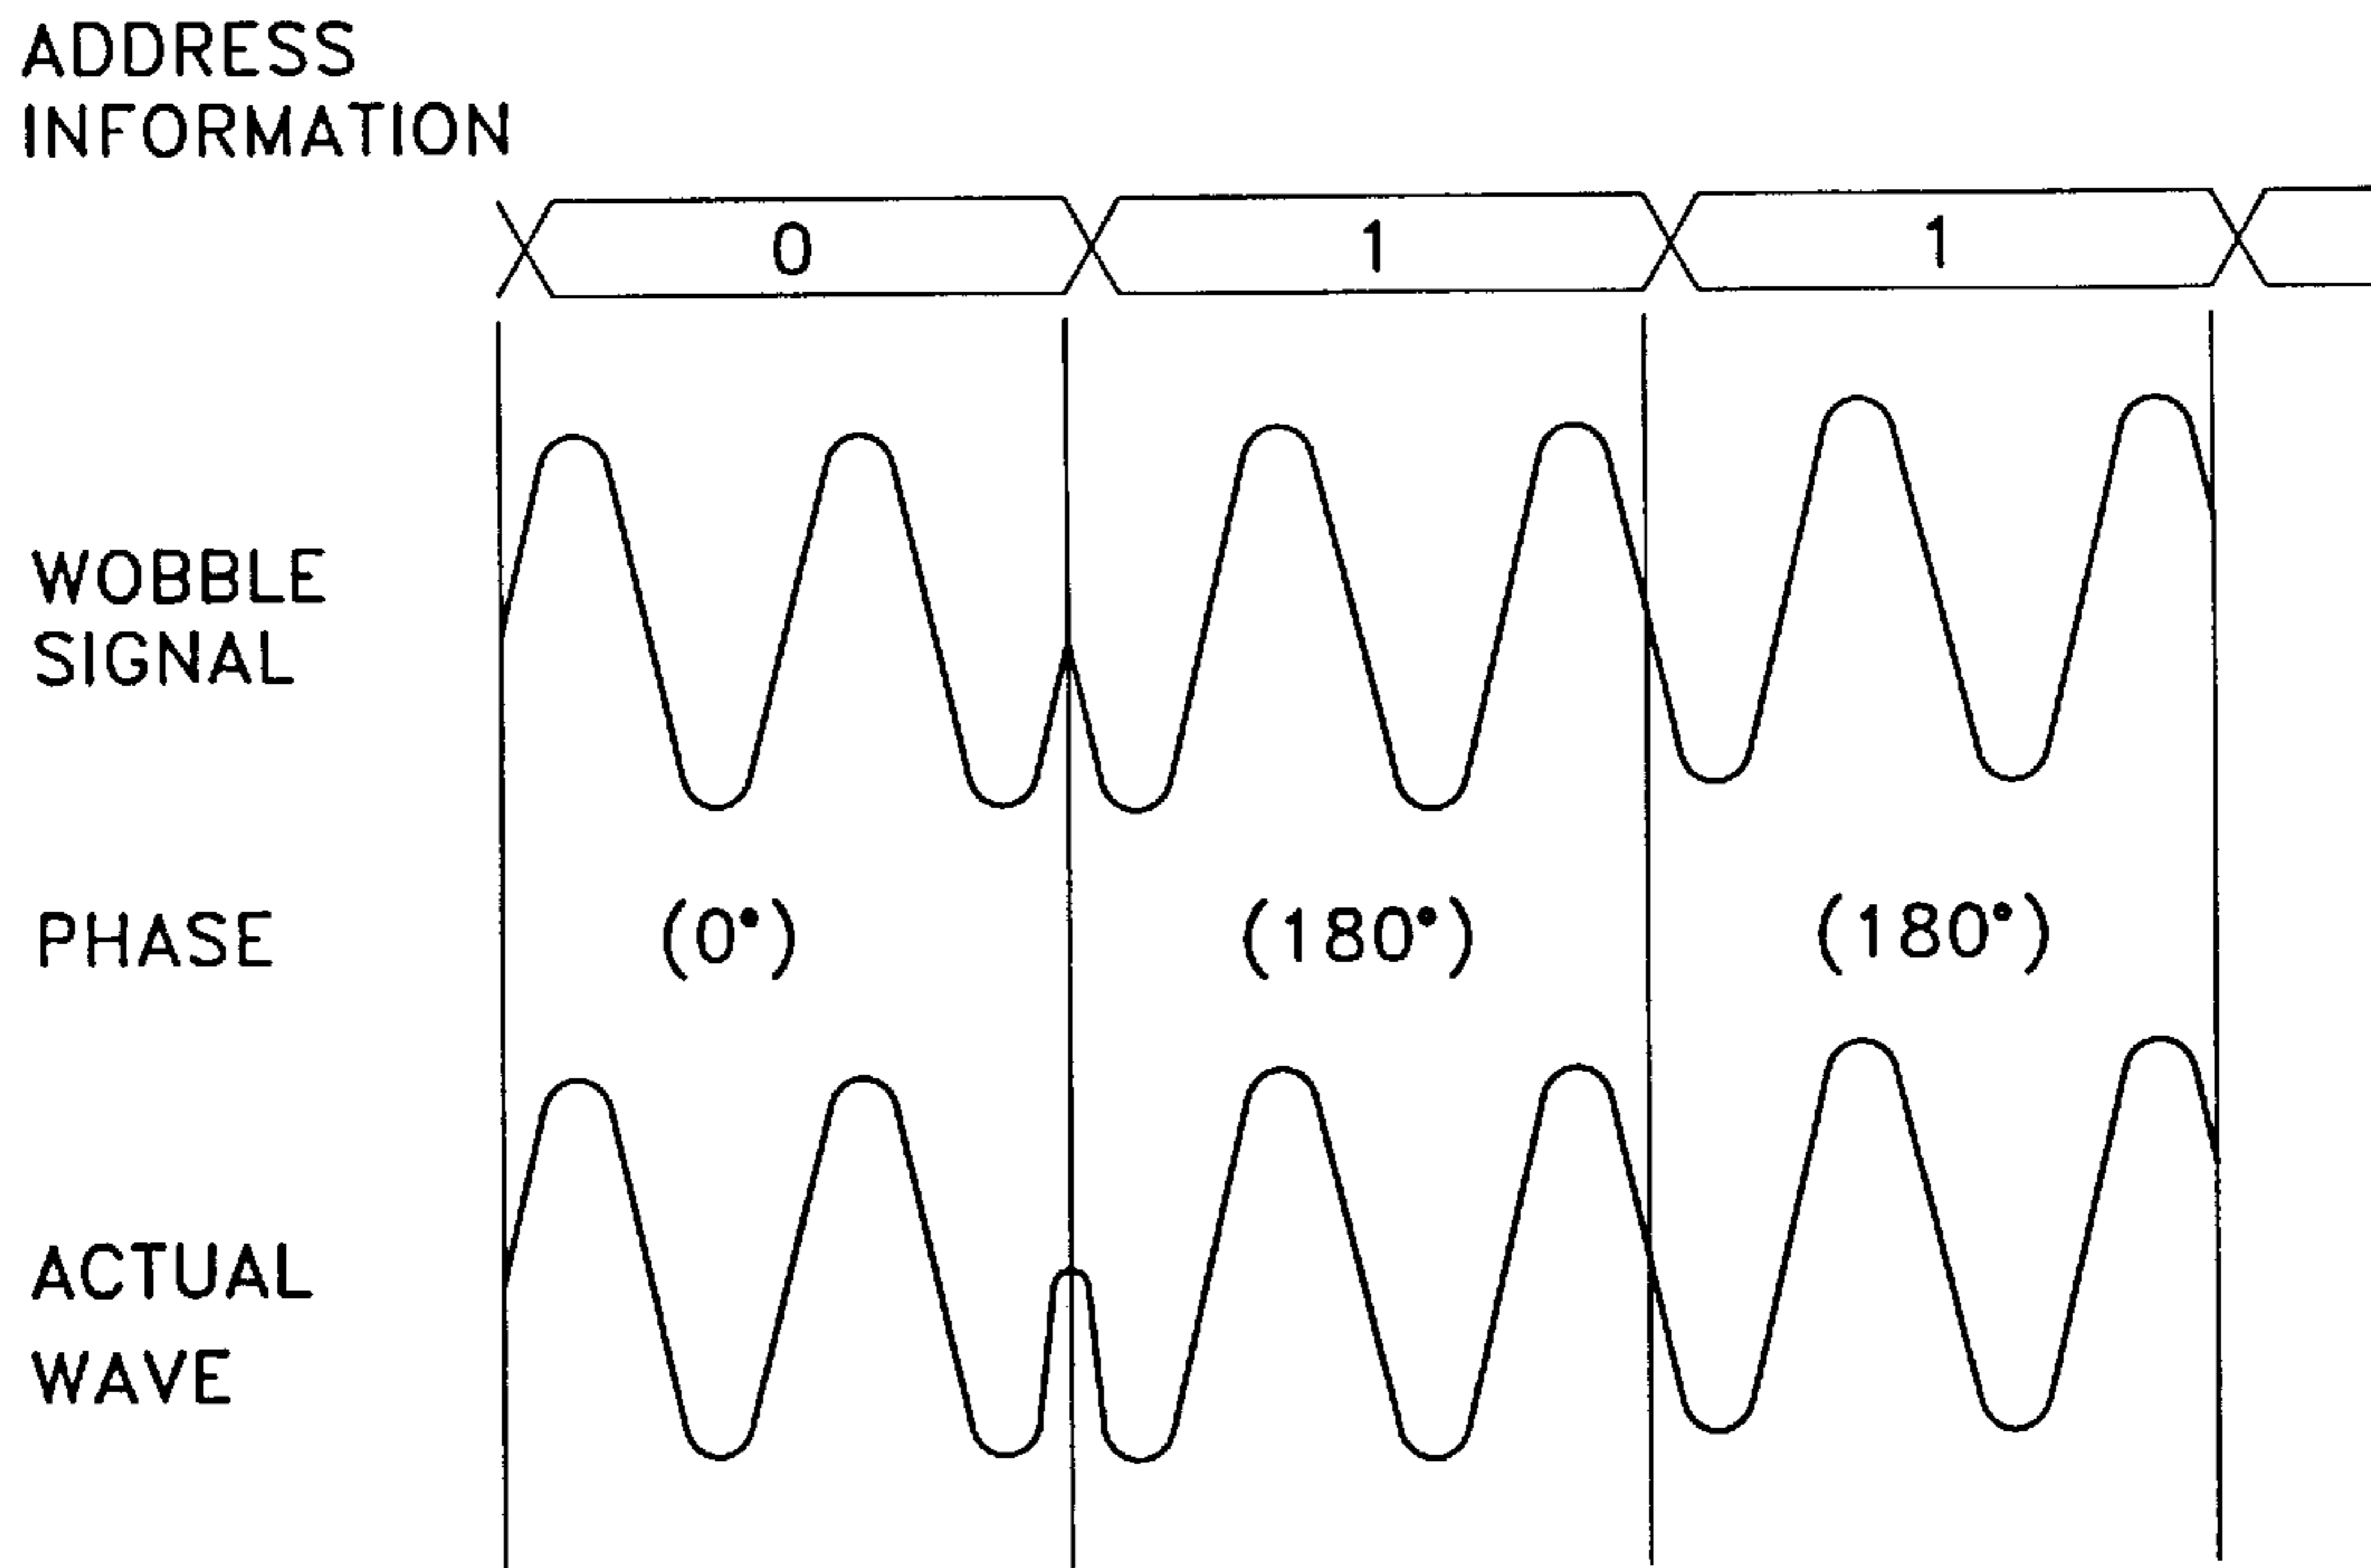 ADDRESS
INFORMATION
0 1 1
WOBBLE
SIGNAL
PHASE (0°) (180°) (180°)
ACTUAL
WAVE